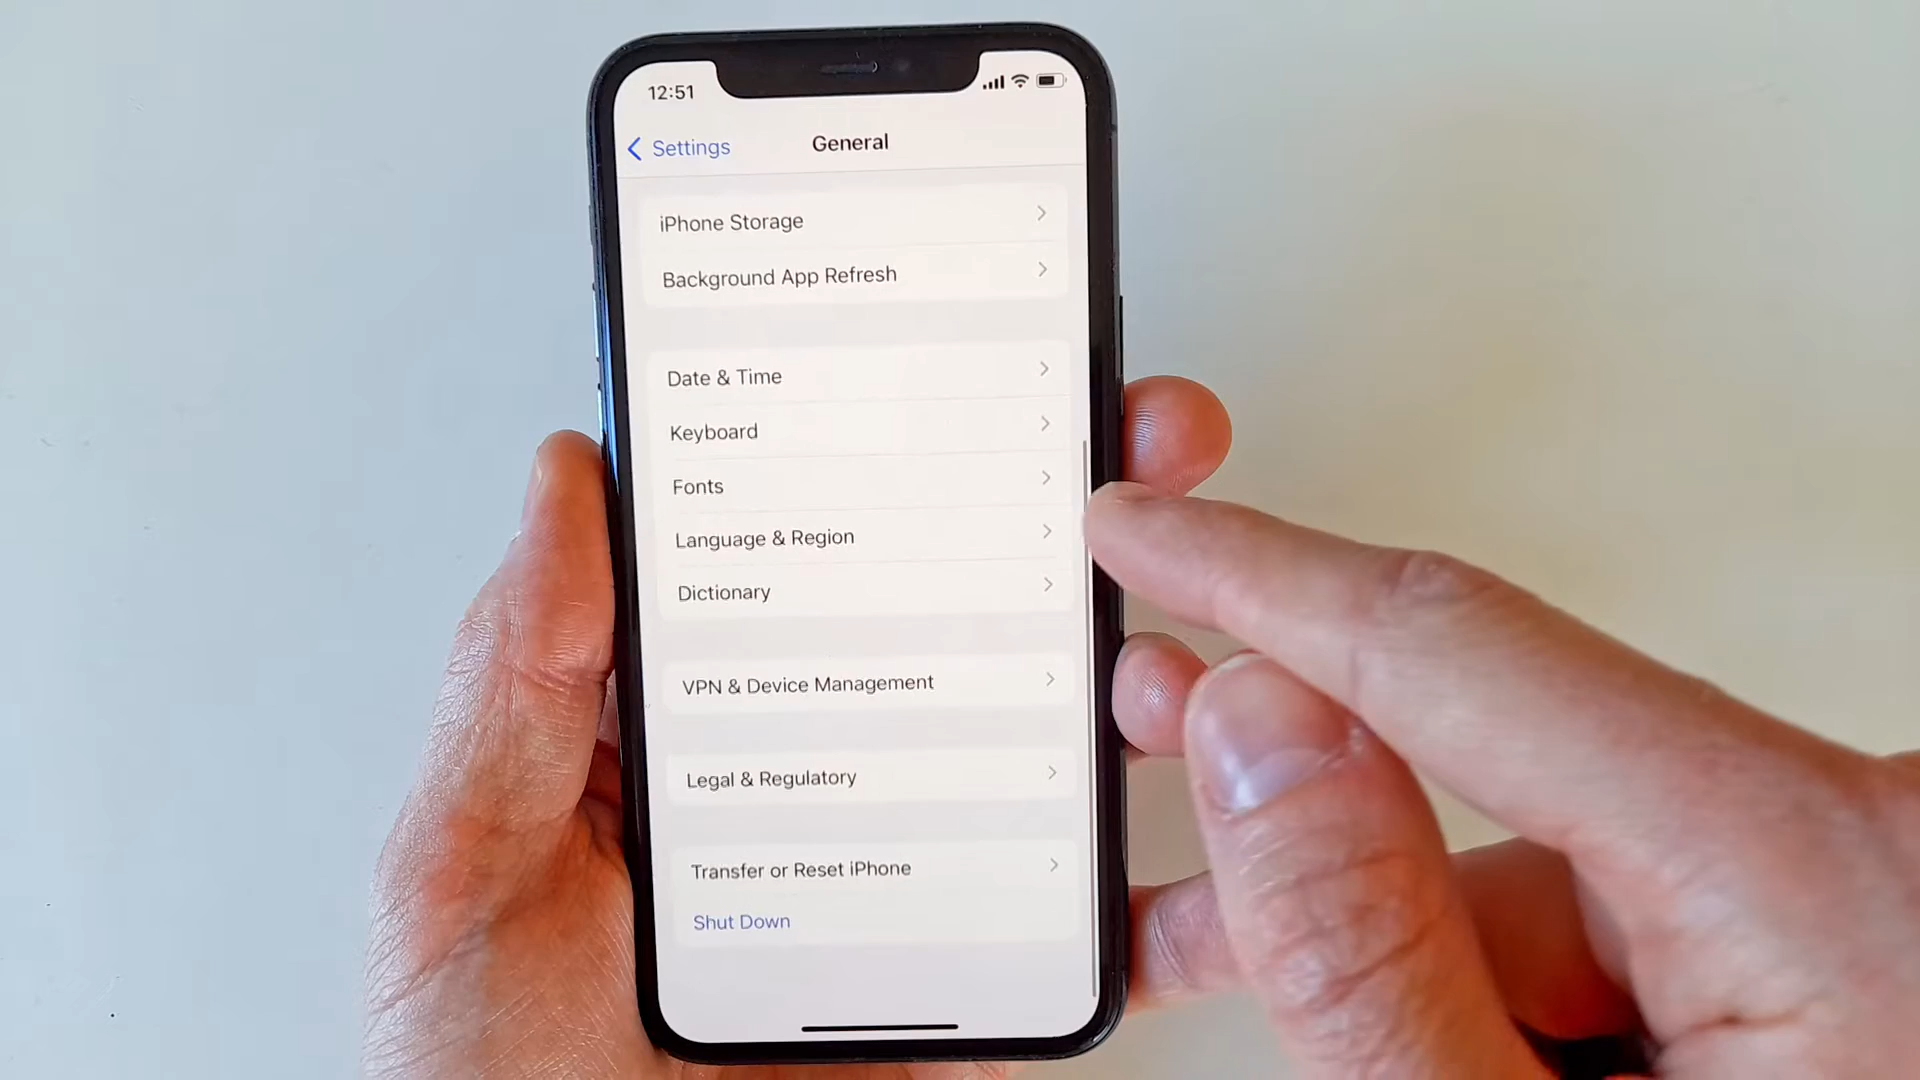 12:51
Settings
General
iPhone Storage
Background App Refresh
Date & Time
Keyboard
Fonts
Language & Region
Dictionary
VPN & Device Management
Legal & Regulatory
Transfer or Reset iPhone
Shut Down